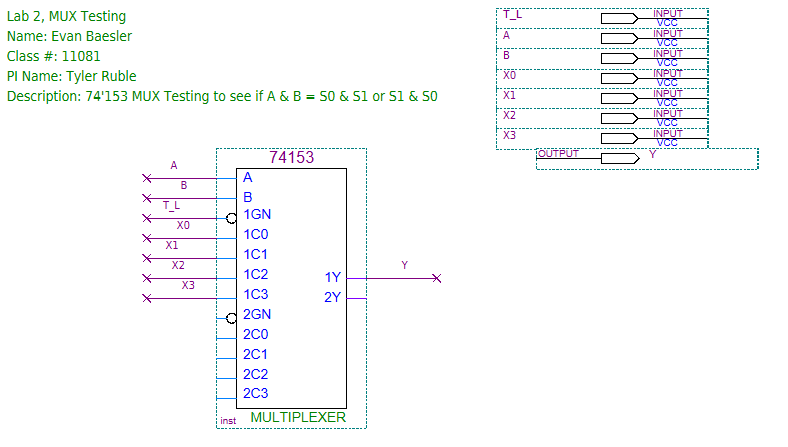 Lab 2, MUX Testing
Name: Evan Baesler
Class #: 11081
PI Name: Tyler Ruble
Description: 74'153 MUX Testing to see if A & B = S0 & S1 or S1 & S0
T_L INPUT
VCC
A INPUT
VCC
B INPUT
VCC
X0 INPUT
VCC
X1 INPUT
VCC
X2 INPUT
VCC
X3 INPUT
VCC
OUTPUT Y
74153
A A
B B
T_L 1GN
X0 1C0
X1 1C1
X2 1C2
1Y Y
X3 1C3
2Y
2GN
2C0
2C1
2C2
2C3
inst MULTIPLEXER